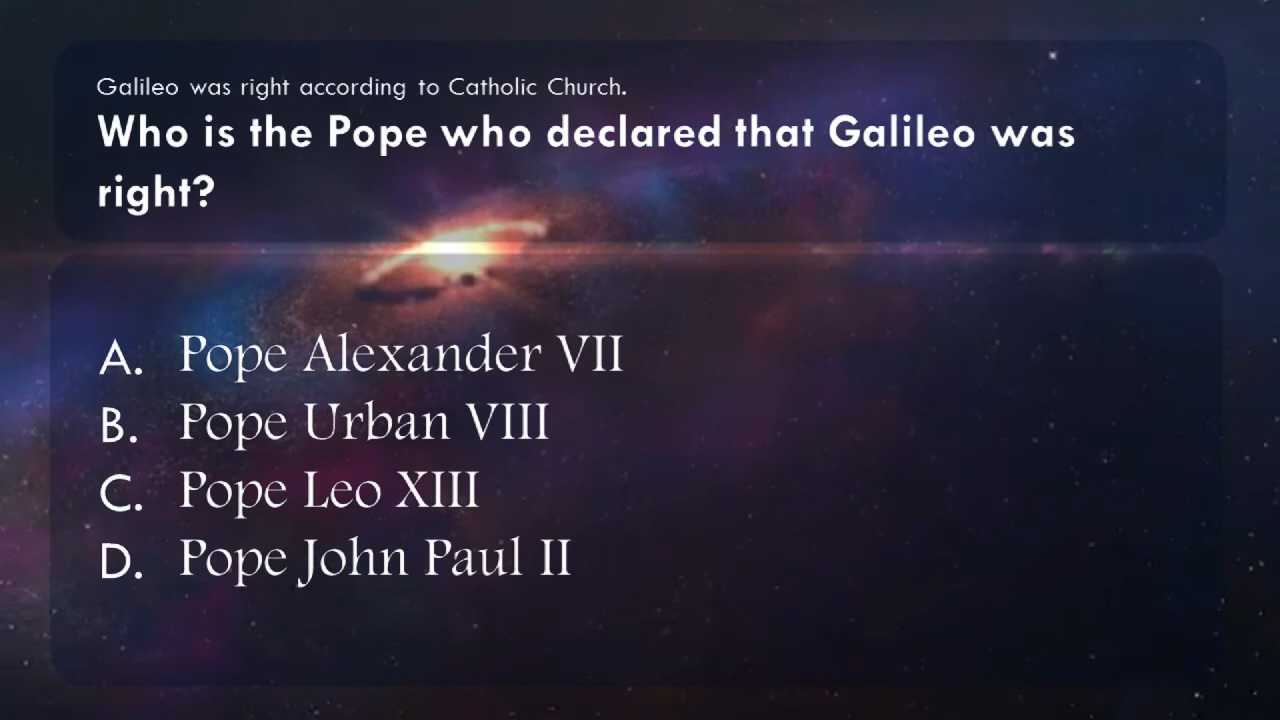 Galileo was right according to Catholic Church.
Who is the Pope who declared that Galileo was
right?
A. Pope Alexander VII
B. Pope Urban VIII
C. Pope Leo XIII
D. Pope John Paul II